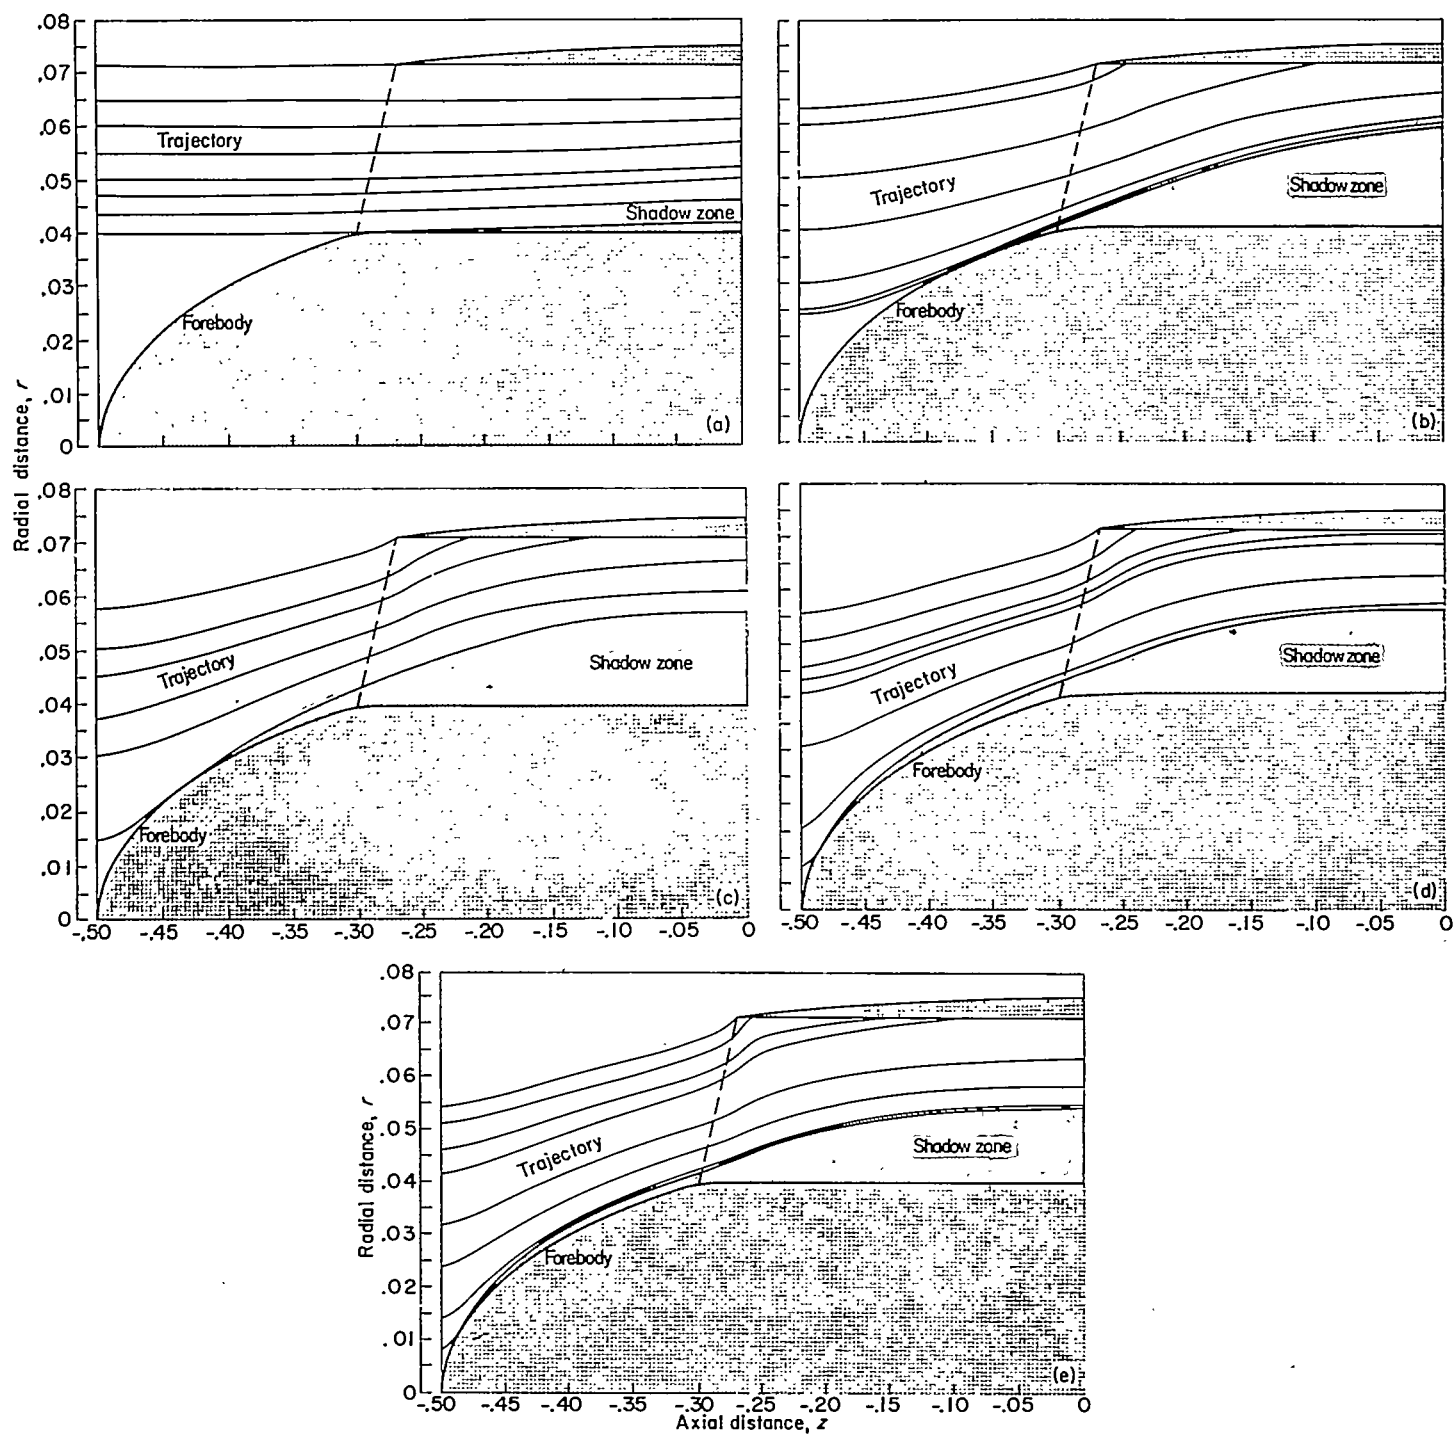 .08
.07
.06
.05
.04
.03
.02
.01
0
Radial distance, r
Trajectory
Shadow zone
Forebody
(a)
Trajectory
Shadow zone
Forebody
(b)
.08
.07
.06
.05
.04
.03
.02
.01
0
Trajectory
Shadow zone
Forebody
(c)
-.50 -.45 -.40 -.35 -.30 -.25 -.20 -.15 -.10 -.05 0
Trajectory
Shadow zone
Forebody
(d)
-.50 -.45 -.40 -.35 -.30 -.25 -.20 -.15 -.10 -.05 0
.08
.07
.06
.05
.04
.03
.02
.01
0
Radial distance, r
Trajectory
Shadow zone
Forebody
(e)
-.50 -.45 -.40 -.35 -.30 -.25 -.20 -.15 -.10 -.05 0
Axial distance, z